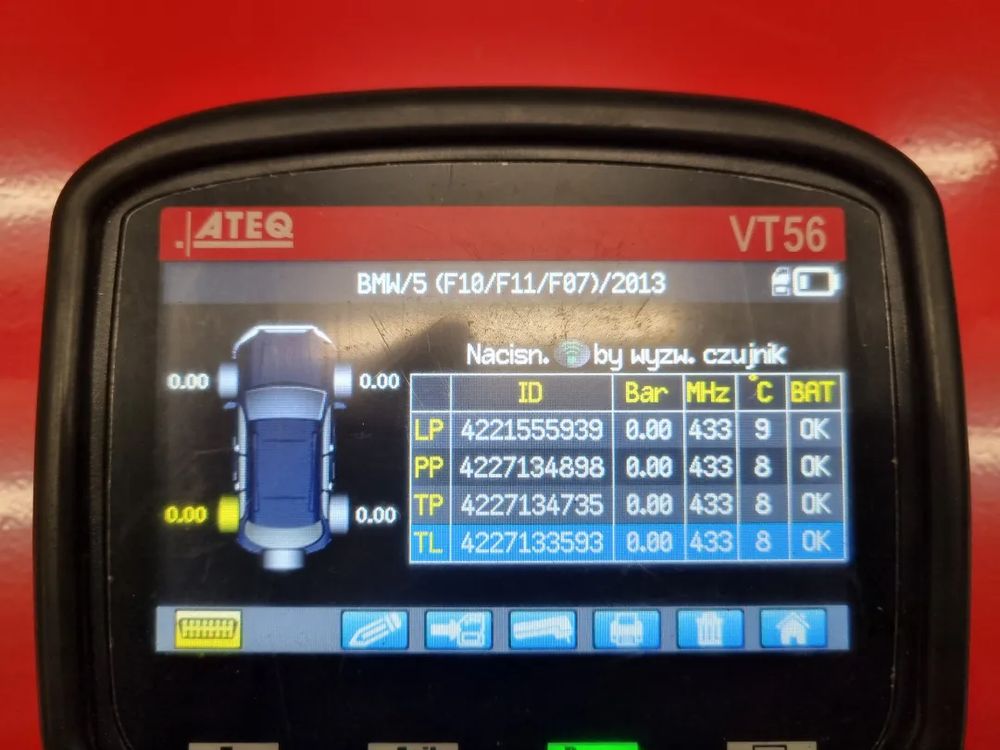 ATEQ VT56
BMW/5 (F10/F11/F07)/2013
Nacisn. by wyzw. czujnik
0.00 0.00
0.00 0.00
ID Bar MHz °C BAT
LP 4221555939 0.00 433 9 OK
PP 4227134898 0.00 433 8 OK
TP 4227134735 0.00 433 8 OK
TL 4227133593 0.00 433 8 OK